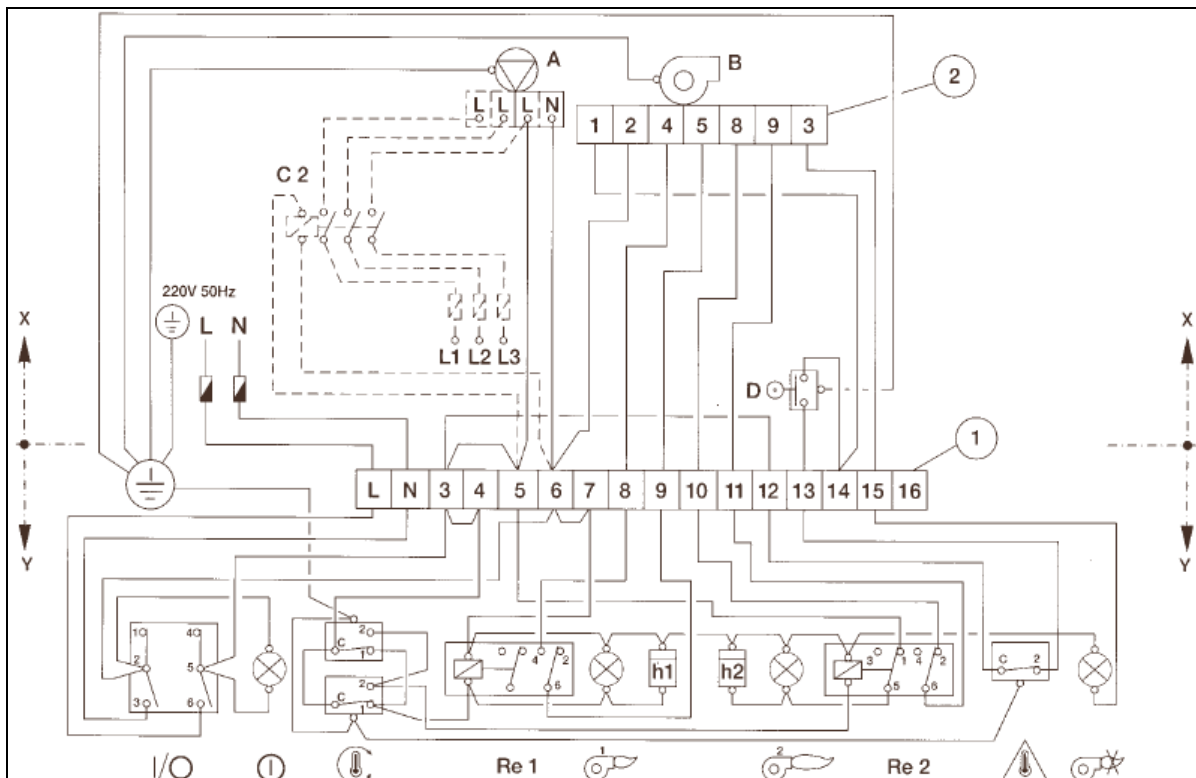 A
B
2
L L L N
1 2 4 5 8 9 3
C 2
220V 50Hz
L N
X
X
L1 L2 L3
D
1
L N 3 4 5 6 7 8 9 10 11 12 13 14 15 16
Y
Y
1 4
2 5
3 6
2
C 1
2
C 1
4 2
6
h1
h2
3 1 4 2
5 6
C 2
I/O
Re 1
1
2
Re 2